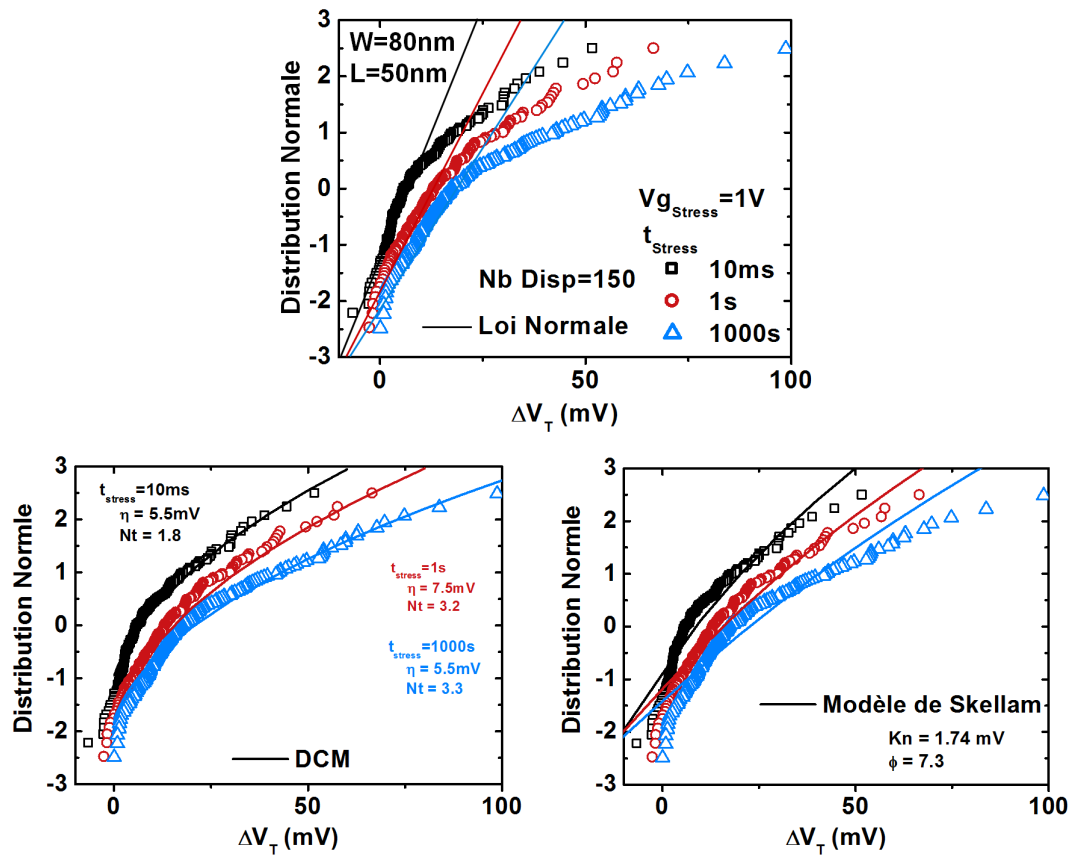 3
2
1
0
-1
-2
-3
Distribution Normale
W=80nm
L=50nm
Vg_Stress=1V
t_Stress
10ms
1s
1000s
Nb Disp=150
Loi Normale
0
50
100
ΔV_T (mV)
3
2
1
0
-1
-2
-3
Distribution Normle
t_stress=10ms
η = 5.5mV
Nt = 1.8
t_stress=1s
η = 7.5mV
Nt = 3.2
t_stress=1000s
η = 5.5mV
Nt = 3.3
DCM
0
50
100
ΔV_T (mV)
3
2
1
0
-1
-2
-3
Distribution Normle
Modèle de Skellam
Kn = 1.74 mV
ϕ = 7.3
0
50
100
ΔV_T (mV)